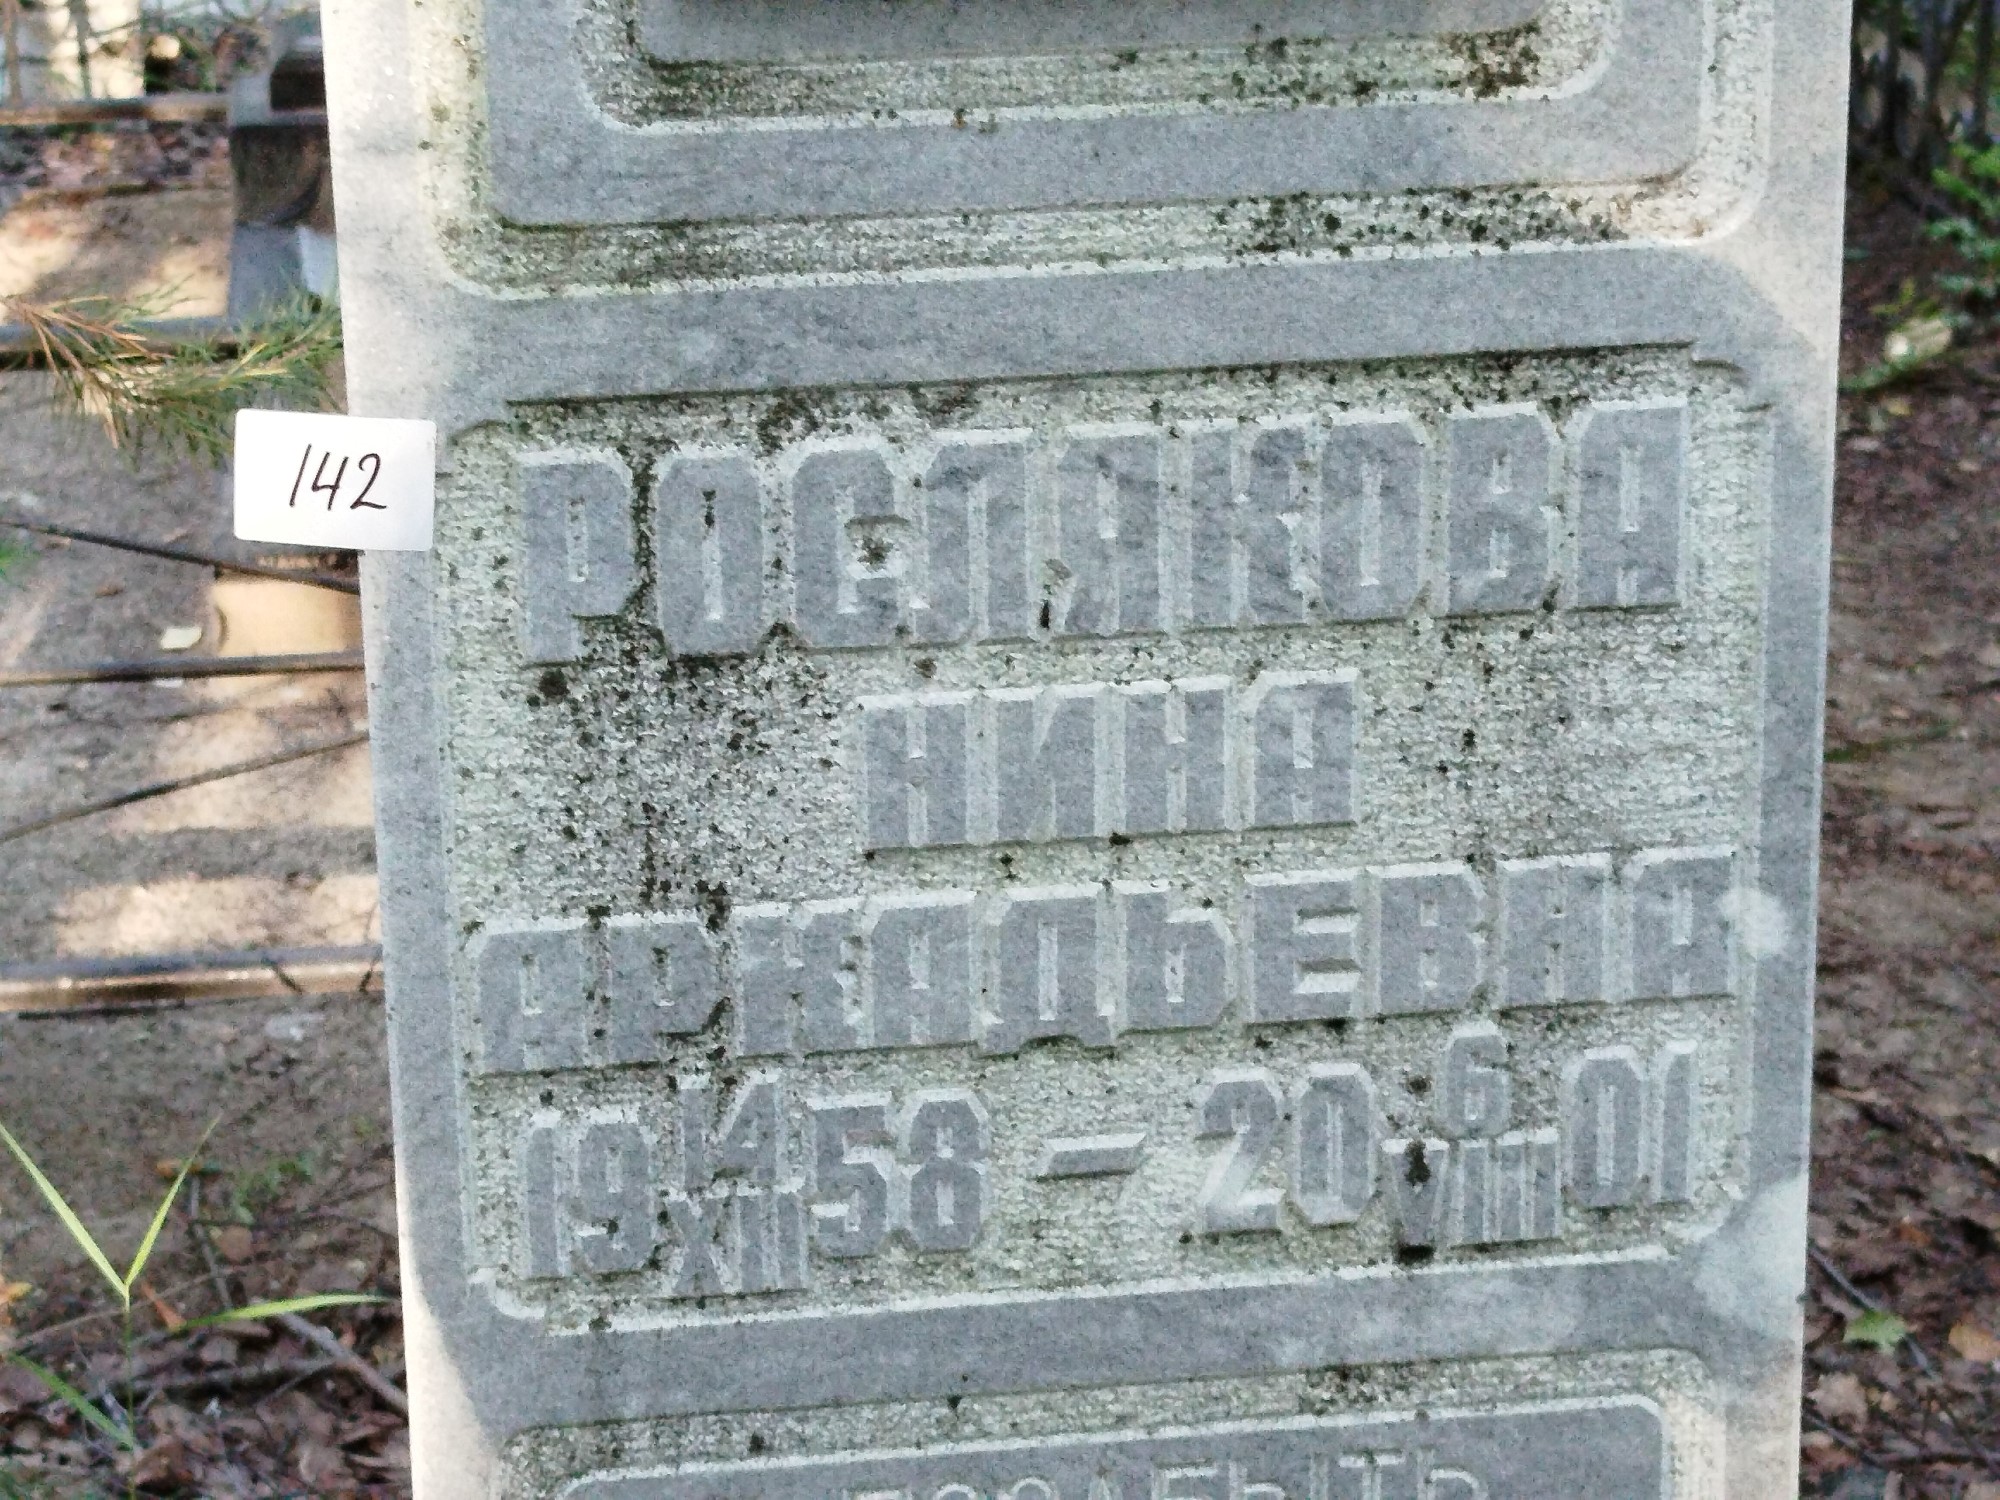 142
РОСЛЯКОВА
НИНА
АРКАДЬЕВНА
19 14/XII 58 – 20 6/VIII 01